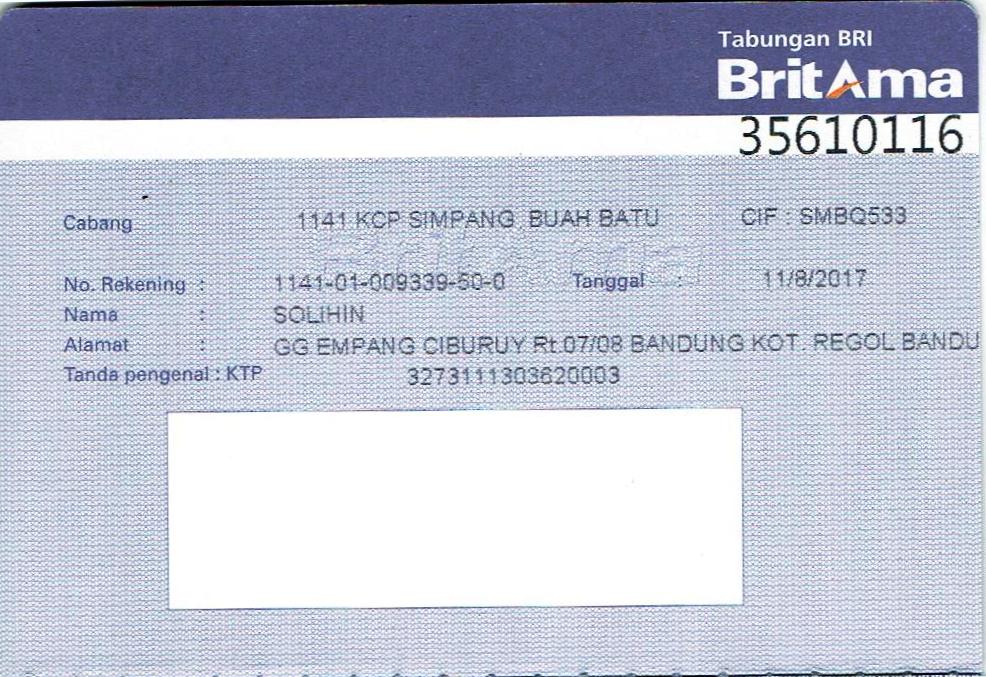 Tabungan BRI
BritAma
35610116
Cabang 1141 KCP SIMPANG BUAH BATU CIF : SMBQ533
No. Rekening : 1141-01-009339-50-0 Tanggal : 11/8/2017
Nama : SOLIHIN
Alamat : GG EMPANG CIBURUY Rt.07/08 BANDUNG KOT. REGOL BANDU
Tanda pengenal : KTP 3273111303620003